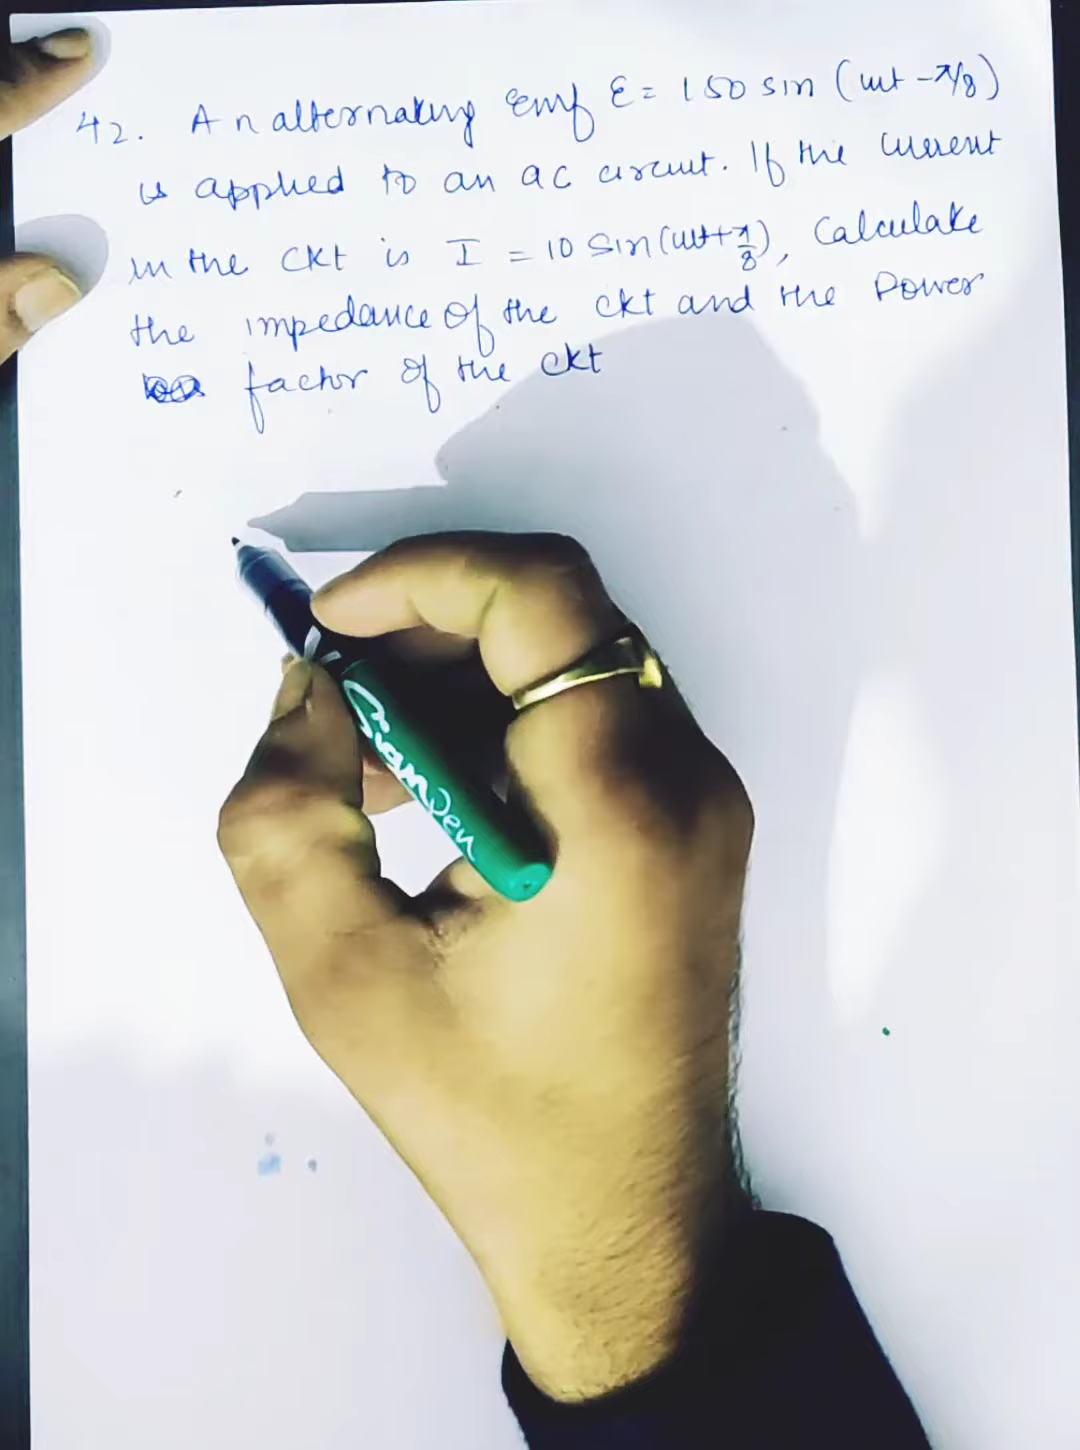 42. An alternating Emf ε = 150 sin (ωt - π/8)
is applied to an ac circuit. If the current
in the ckt is I = 10 Sin (ωt + π/8), Calculate
the impedance of the ckt and the Power
factor of the ckt
Sign Pen